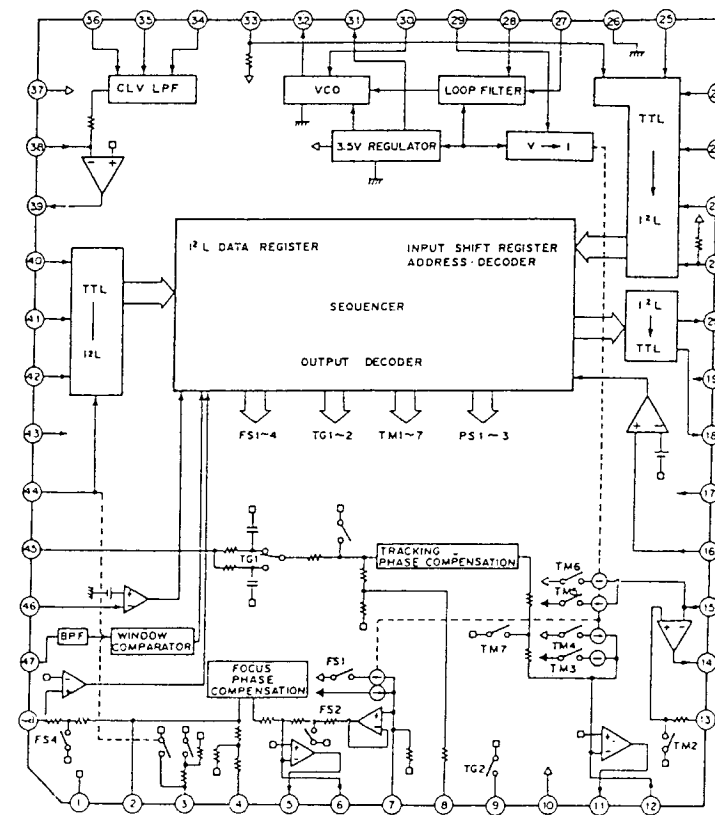 36 35 34 33 32 31 30 29 28 27 26 25
37
CLV LPF
VCO
LOOP FILTER
TTL
I²L
3.5V REGULATOR
V → I
38
39
40
41
42
43
44
45
46
47
TTL
I²L
I²L DATA REGISTER
INPUT SHIFT REGISTER
ADDRESS·DECODER
SEQUENCER
OUTPUT DECODER
I²L
TTL
19
18
17
16
15
14
13
FS1~4
TG1~2
TM1~7
PS1~3
TG1
TRACKING
PHASE COMPENSATION
TM6
TM5
TM7
TM4
TM3
BPF
WINDOW
COMPARATOR
FOCUS
PHASE
COMPENSATION
FS1
FS2
FS4
TG2
TM2
1 2 3 4 5 6 7 8 9 10 11 12